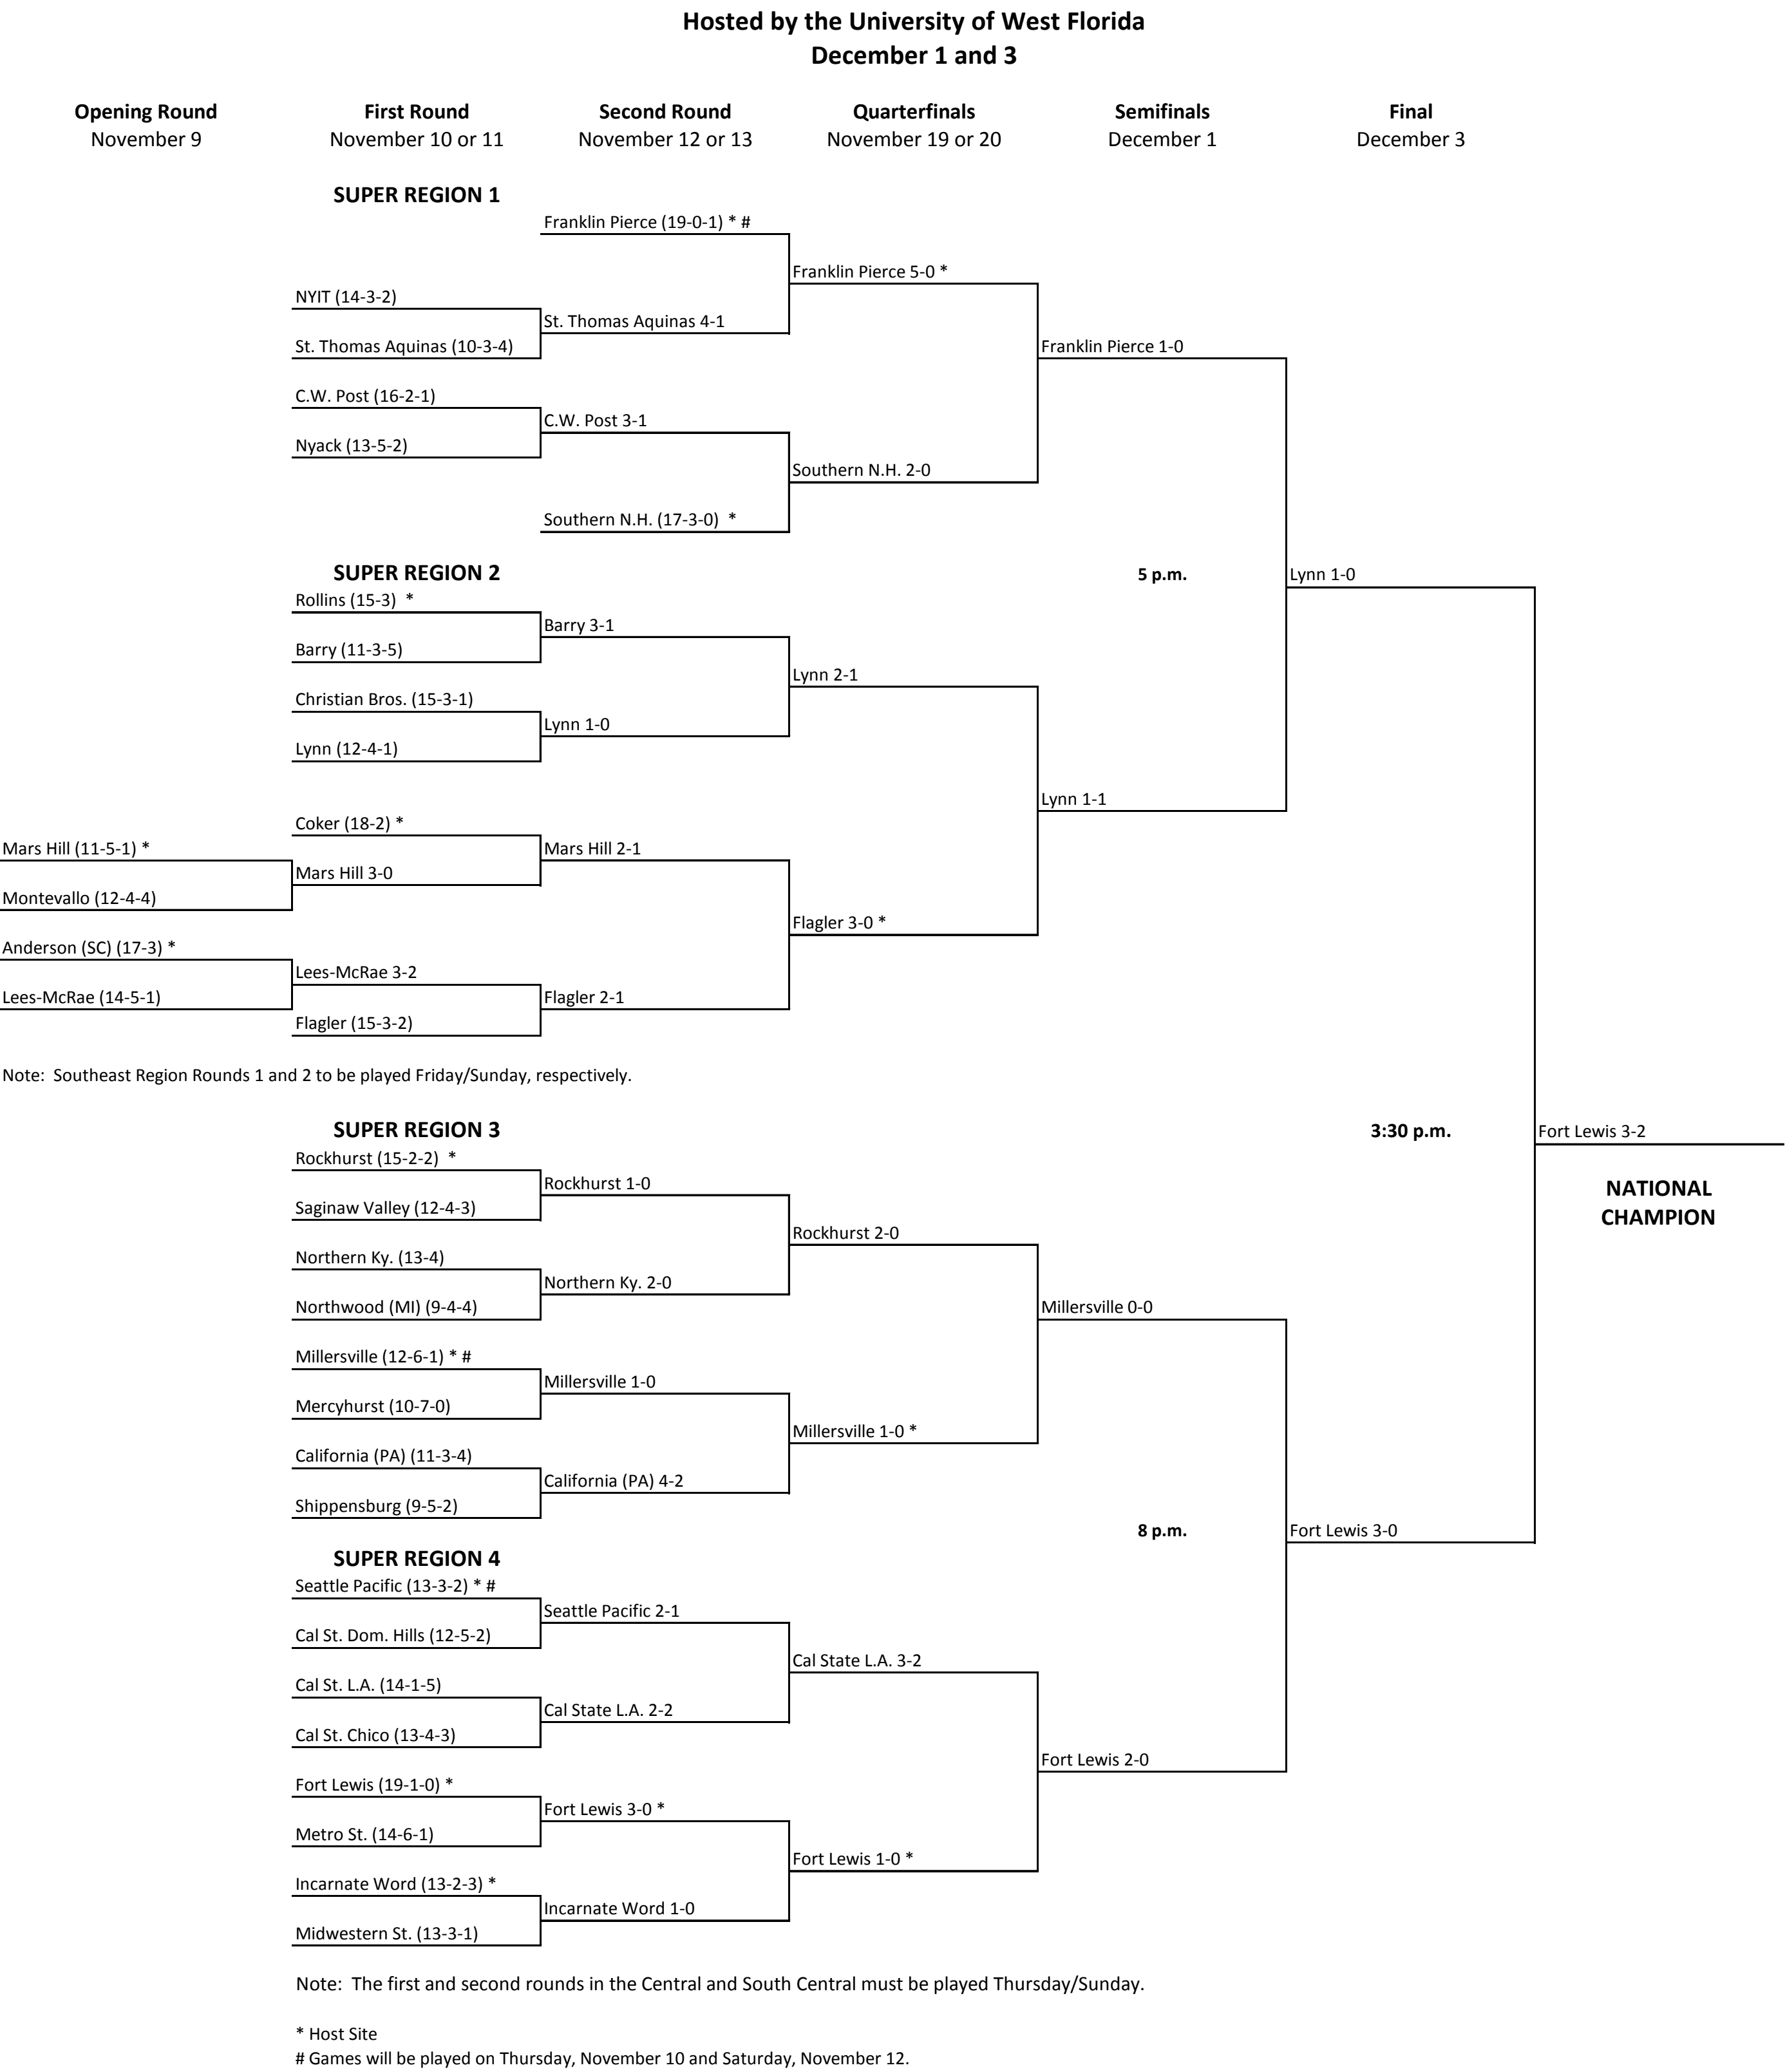 Hosted by the University of West Florida
December 1 and 3
Opening Round
November 9
First Round
November 10 or 11
Second Round
November 12 or 13
Quarterfinals
November 19 or 20
Semifinals
December 1
Final
December 3
SUPER REGION 1
Franklin Pierce (19-0-1) * #
Franklin Pierce 5-0 *
NYIT (14-3-2)
St. Thomas Aquinas 4-1
St. Thomas Aquinas (10-3-4)
Franklin Pierce 1-0
C.W. Post (16-2-1)
C.W. Post 3-1
Nyack (13-5-2)
Southern N.H. 2-0
Southern N.H. (17-3-0) *
SUPER REGION 2
5 p.m.
Lynn 1-0
Rollins (15-3) *
Barry 3-1
Barry (11-3-5)
Lynn 2-1
Christian Bros. (15-3-1)
Lynn 1-0
Lynn (12-4-1)
Lynn 1-1
Coker (18-2) *
Mars Hill (11-5-1) *
Mars Hill 2-1
Mars Hill 3-0
Montevallo (12-4-4)
Flagler 3-0 *
Anderson (SC) (17-3) *
Lees-McRae 3-2
Lees-McRae (14-5-1)
Flagler 2-1
Flagler (15-3-2)
Note: Southeast Region Rounds 1 and 2 to be played Friday/Sunday, respectively.
SUPER REGION 3
3:30 p.m.
Fort Lewis 3-2
Rockhurst (15-2-2) *
Rockhurst 1-0
NATIONAL
CHAMPION
Saginaw Valley (12-4-3)
Rockhurst 2-0
Northern Ky. (13-4)
Northern Ky. 2-0
Northwood (MI) (9-4-4)
Millersville 0-0
Millersville (12-6-1) * #
Millersville 1-0
Mercyhurst (10-7-0)
Millersville 1-0 *
California (PA) (11-3-4)
California (PA) 4-2
Shippensburg (9-5-2)
8 p.m.
Fort Lewis 3-0
SUPER REGION 4
Seattle Pacific (13-3-2) * #
Seattle Pacific 2-1
Cal St. Dom. Hills (12-5-2)
Cal State L.A. 3-2
Cal St. L.A. (14-1-5)
Cal State L.A. 2-2
Cal St. Chico (13-4-3)
Fort Lewis 2-0
Fort Lewis (19-1-0) *
Fort Lewis 3-0 *
Metro St. (14-6-1)
Fort Lewis 1-0 *
Incarnate Word (13-2-3) *
Incarnate Word 1-0
Midwestern St. (13-3-1)
Note: The first and second rounds in the Central and South Central must be played Thursday/Sunday.
* Host Site
# Games will be played on Thursday, November 10 and Saturday, November 12.